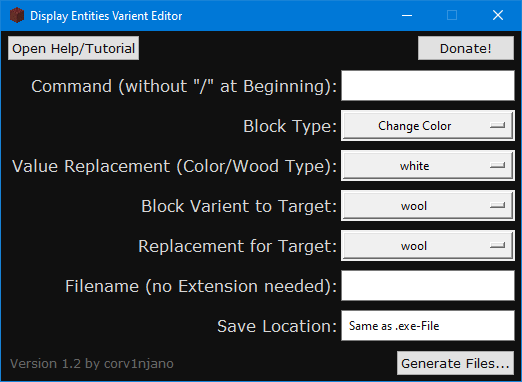 Display Entities Varient Editor
Open Help/Tutorial Donate!
Command (without "/" at Beginning):
Block Type: Change Color
Value Replacement (Color/Wood Type): white
Block Varient to Target: wool
Replacement for Target: wool
Filename (no Extension needed):
Save Location: Same as .exe-File
Version 1.2 by corv1njano Generate Files...